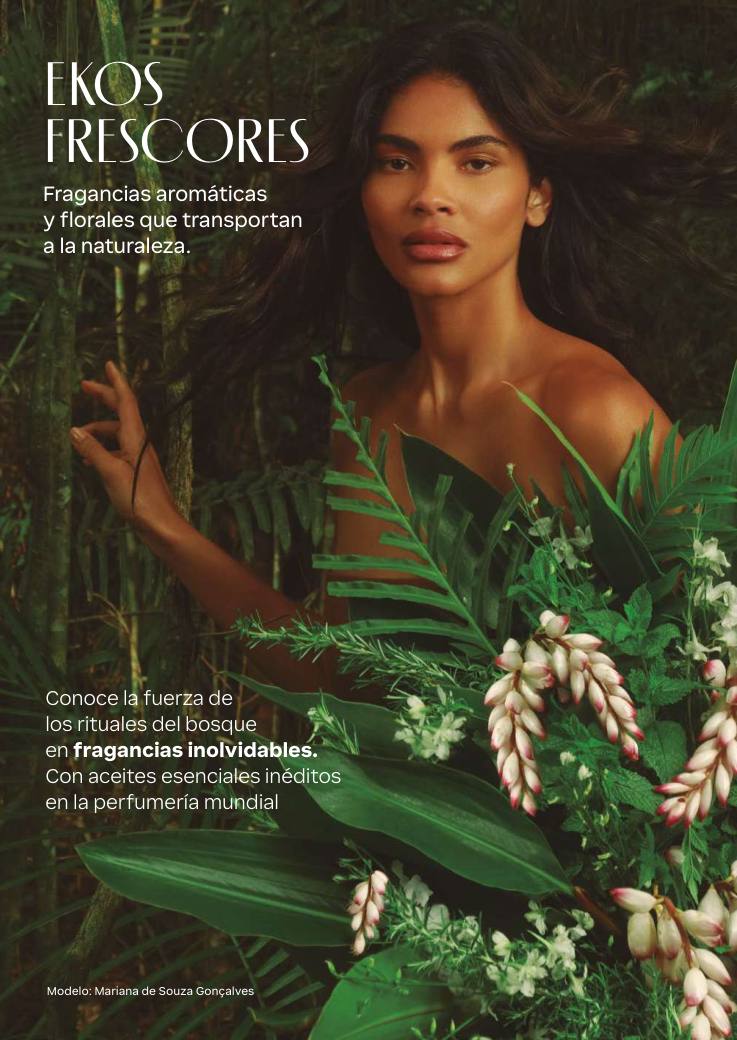 EKOS
FRESCORES
Fragancias aromáticas
y florales que transportan
a la naturaleza.
Conoce la fuerza de
los rituales del bosque
en fragancias inolvidables.
Con aceites esenciales inéditos
en la perfumería mundial
Modelo: Mariana de Souza Gonçalves